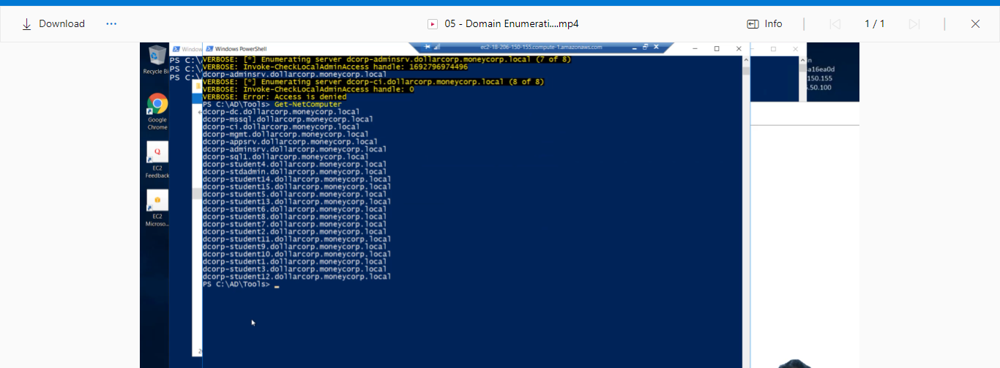 Download
05 - Domain Enumerati....mp4
Info
1 / 1
Windows PowerShell
ec2-18-206-150-155.compute-1.amazonaws.com
PS C:\
PS C:\
PS C:\
VERBOSE: [*] Enumerating server dcorp-adminsrv.dollarcorp.moneycorp.local (7 of 8)
VERBOSE: Invoke-CheckLocalAdminAccess handle: 1692796974496
dcorp-adminsrv.dollarcorp.moneycorp.local
VERBOSE: [*] Enumerating server dcorp-ci.dollarcorp.moneycorp.local (8 of 8)
VERBOSE: Invoke-CheckLocalAdminAccess handle: 0
VERBOSE: Error: Access is denied
PS C:\AD\Tools> Get-NetComputer
dcorp-dc.dollarcorp.moneycorp.local
dcorp-mssql.dollarcorp.moneycorp.local
dcorp-ci.dollarcorp.moneycorp.local
dcorp-mgmt.dollarcorp.moneycorp.local
dcorp-appsrv.dollarcorp.moneycorp.local
dcorp-adminsrv.dollarcorp.moneycorp.local
dcorp-sql1.dollarcorp.moneycorp.local
dcorp-student4.dollarcorp.moneycorp.local
dcorp-stdadmin.dollarcorp.moneycorp.local
dcorp-student14.dollarcorp.moneycorp.local
dcorp-student15.dollarcorp.moneycorp.local
dcorp-student5.dollarcorp.moneycorp.local
dcorp-student13.dollarcorp.moneycorp.local
dcorp-student6.dollarcorp.moneycorp.local
dcorp-student8.dollarcorp.moneycorp.local
dcorp-student7.dollarcorp.moneycorp.local
dcorp-student2.dollarcorp.moneycorp.local
dcorp-student11.dollarcorp.moneycorp.local
dcorp-student9.dollarcorp.moneycorp.local
dcorp-student10.dollarcorp.moneycorp.local
dcorp-student1.dollarcorp.moneycorp.local
dcorp-student3.dollarcorp.moneycorp.local
dcorp-student12.dollarcorp.moneycorp.local
PS C:\AD\Tools> _
Recycle Bi
Google
Chrome
EC2
Feedback
EC2
Microso...
a16ea0d
150.155
.50.100